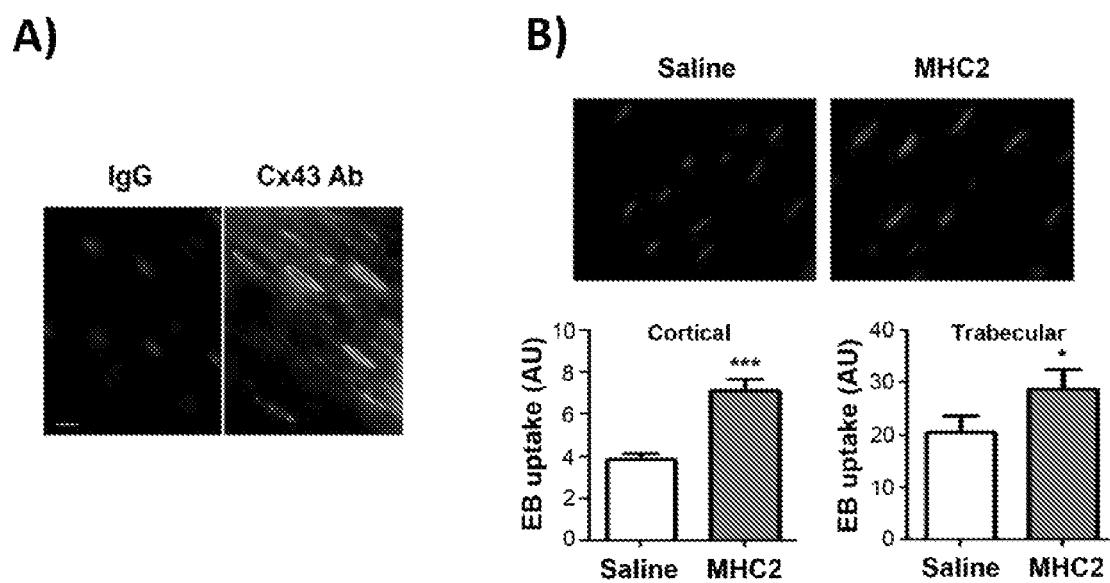 A)
IgG Cx43 Ab
B)
Saline MHC2
Cortical
***
EB uptake (AU)
10
8
6
4
2
0
Saline MHC2
Trabecular
*
EB uptake (AU)
40
30
20
10
0
Saline MHC2